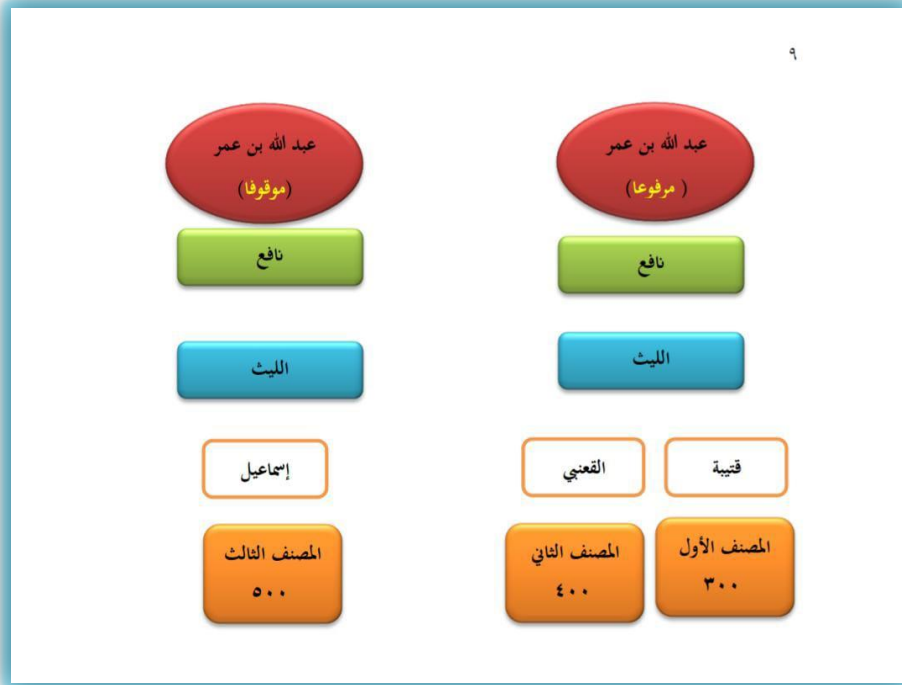 ٩
عبد الله بن عمر
( مرفوعا)
عبد الله بن عمر
(موقوفا)
نافع
نافع
الليث
الليث
قتيبة
القعنبي
إسماعيل
المصنف الأول
٣٠٠
المصنف الثاني
٤٠٠
المصنف الثالث
٥٠٠